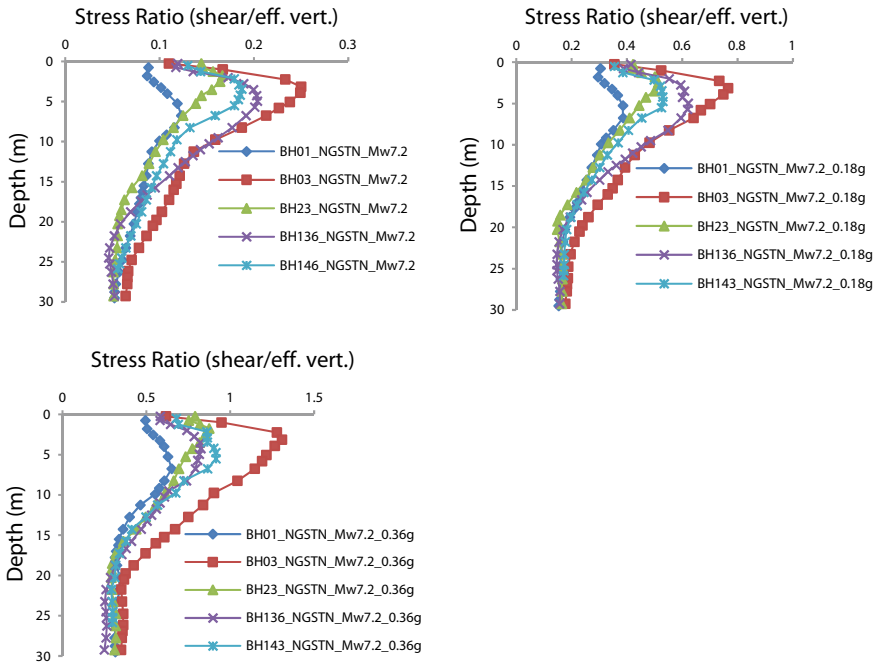 Stress Ratio (shear/eff. vert.)
0 0.1 0.2 0.3
0
5
10
15
20
25
30
Depth (m)
BH01_NGSTN_Mw7.2
BH03_NGSTN_Mw7.2
BH23_NGSTN_Mw7.2
BH136_NGSTN_Mw7.2
BH146_NGSTN_Mw7.2
Stress Ratio (shear/eff. vert.)
0 0.2 0.4 0.6 0.8 1
0
5
10
15
20
25
30
Depth (m)
BH01_NGSTN_Mw7.2_0.18g
BH03_NGSTN_Mw7.2_0.18g
BH23_NGSTN_Mw7.2_0.18g
BH136_NGSTN_Mw7.2_0.18g
BH143_NGSTN_Mw7.2_0.18g
Stress Ratio (shear/eff. vert.)
0 0.5 1 1.5
0
5
10
15
20
25
30
Depth (m)
BH01_NGSTN_Mw7.2_0.36g
BH03_NGSTN_Mw7.2_0.36g
BH23_NGSTN_Mw7.2_0.36g
BH136_NGSTN_Mw7.2_0.36g
BH143_NGSTN_Mw7.2_0.36g